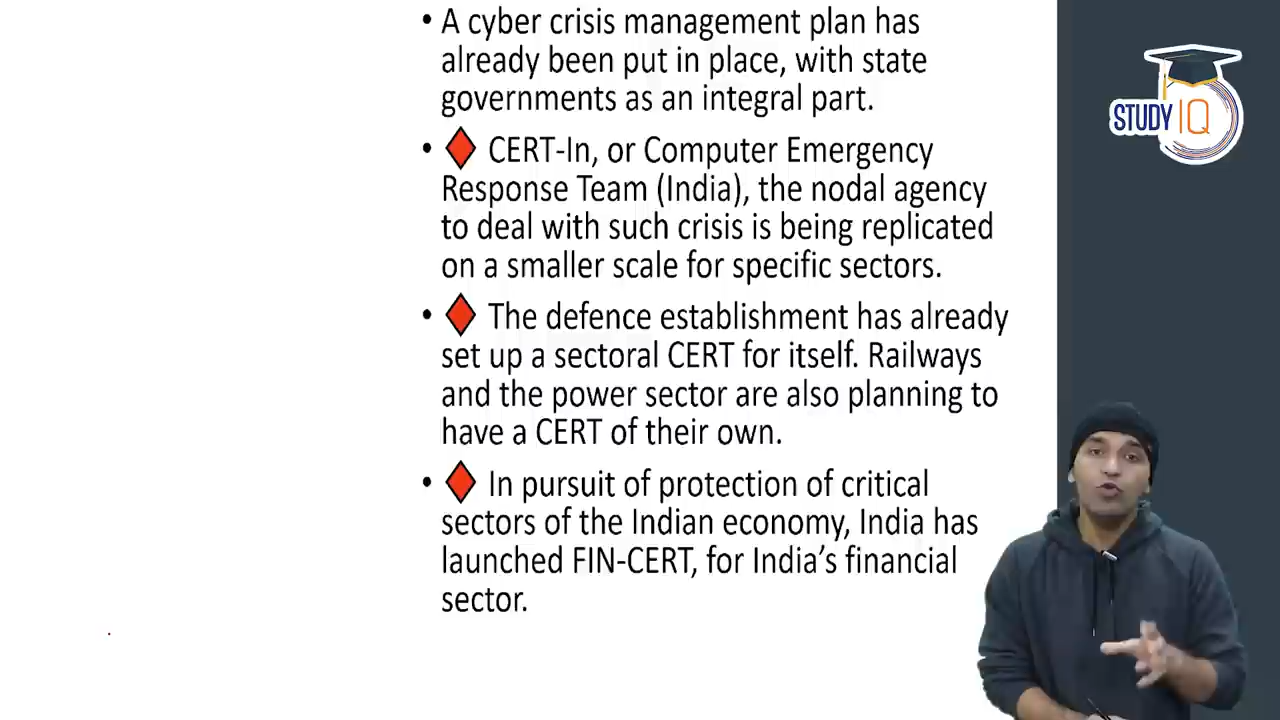 • A cyber crisis management plan has
already been put in place, with state
governments as an integral part.
• ♦ CERT-In, or Computer Emergency
Response Team (India), the nodal agency
to deal with such crisis is being replicated
on a smaller scale for specific sectors.
• ♦ The defence establishment has already
set up a sectoral CERT for itself. Railways
and the power sector are also planning to
have a CERT of their own.
• ♦ In pursuit of protection of critical
sectors of the Indian economy, India has
launched FIN-CERT, for India’s financial
sector.
STUDY IQ